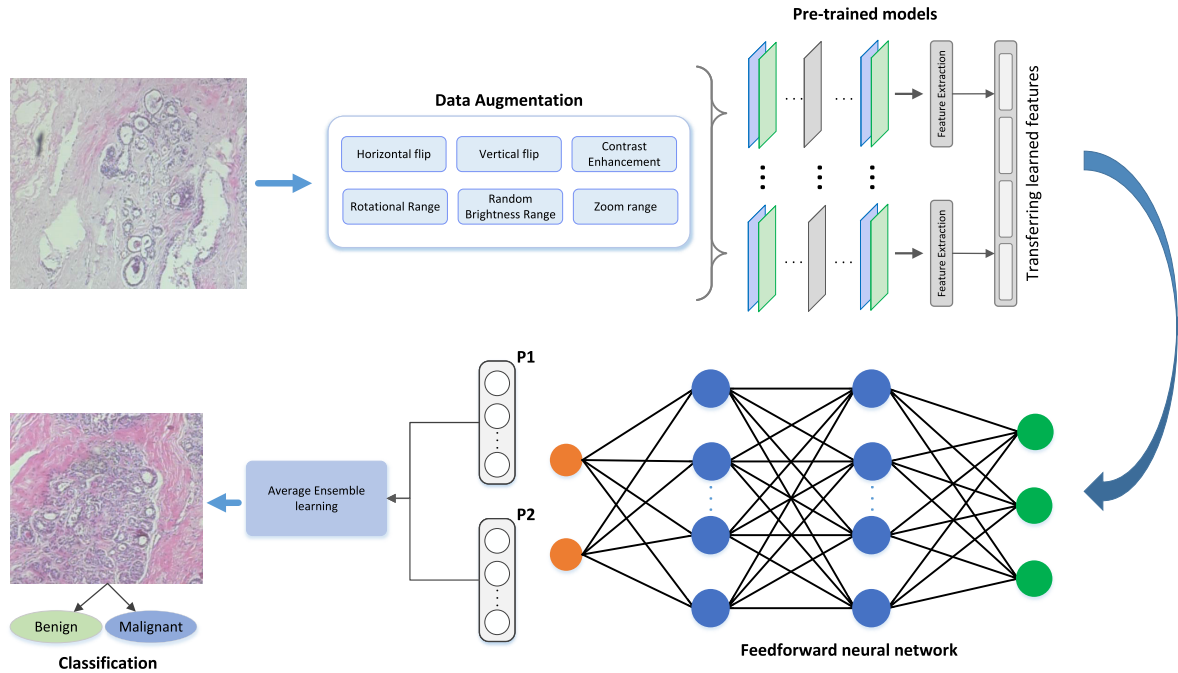 Pre-trained models
Data Augmentation
Horizontal flip
Vertical flip
Contrast
Enhancement
Rotational Range
Random
Brightness Range
Zoom range
Feature Extraction
Feature Extraction
Transferring learned features
P1
P2
Average Ensemble
learning
Benign
Malignant
Classification
Feedforward neural network